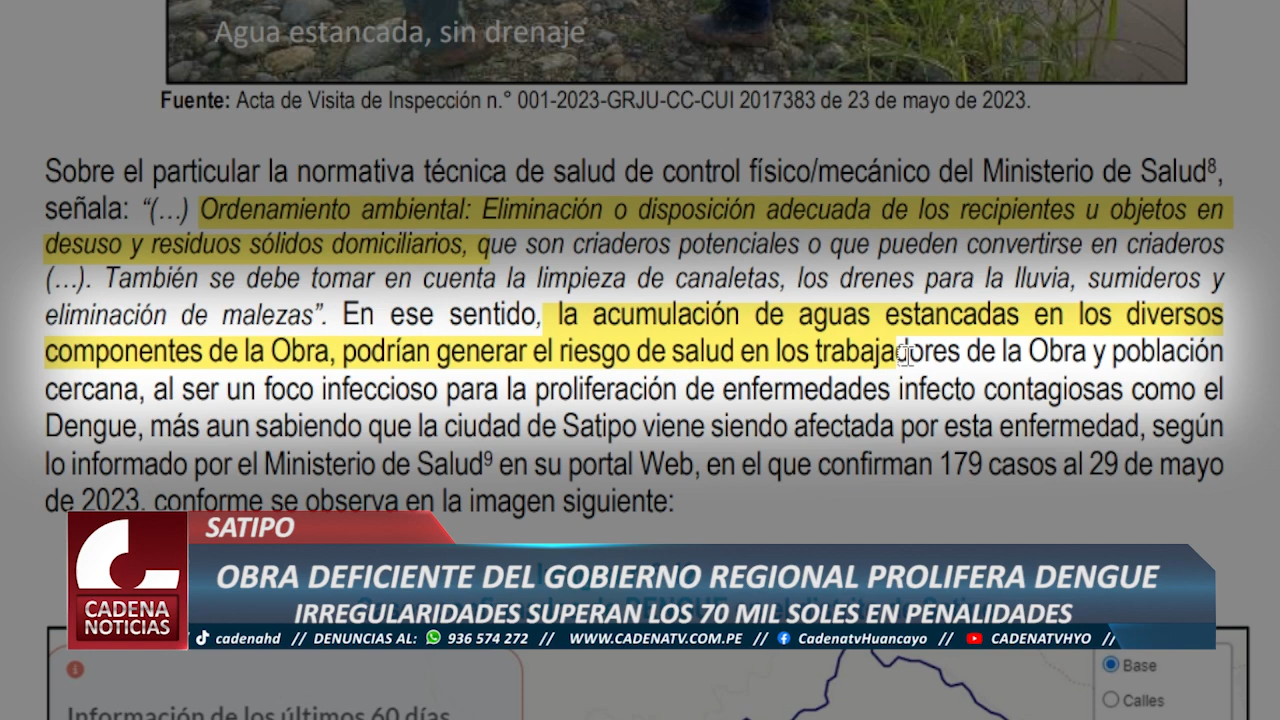 Agua estancada, sin drenaje
Fuente: Acta de Visita de Inspección n.° 001-2023-GRJU-CC-CUI 2017383 de 23 de mayo de 2023.
Sobre el particular la normativa técnica de salud de control físico/mecánico del Ministerio de Salud⁸,
señala: “(…) Ordenamiento ambiental: Eliminación o disposición adecuada de los recipientes u objetos en
desuso y residuos sólidos domiciliarios, que son criaderos potenciales o que pueden convertirse en criaderos
(…). También se debe tomar en cuenta la limpieza de canaletas, los drenes para la lluvia, sumideros y
eliminación de malezas”. En ese sentido, la acumulación de aguas estancadas en los diversos
componentes de la Obra, podrían generar el riesgo de salud en los trabajadores de la Obra y población
cercana, al ser un foco infeccioso para la proliferación de enfermedades infecto contagiosas como el
Dengue, más aun sabiendo que la ciudad de Satipo viene siendo afectada por esta enfermedad, según
lo informado por el Ministerio de Salud⁹ en su portal Web, en el que confirman 179 casos al 29 de mayo
de 2023, conforme se observa en la imagen siguiente:
SATIPO
OBRA DEFICIENTE DEL GOBIERNO REGIONAL PROLIFERA DENGUE
IRREGULARIDADES SUPERAN LOS 70 MIL SOLES EN PENALIDADES
CADENA
NOTICIAS
cadenahd // DENUNCIAS AL: 936 574 272 // WWW.CADENATV.COM.PE // CadenatvHuancayo // CADENATVHYO //
Base
Calles
Información de los últimos 60 días